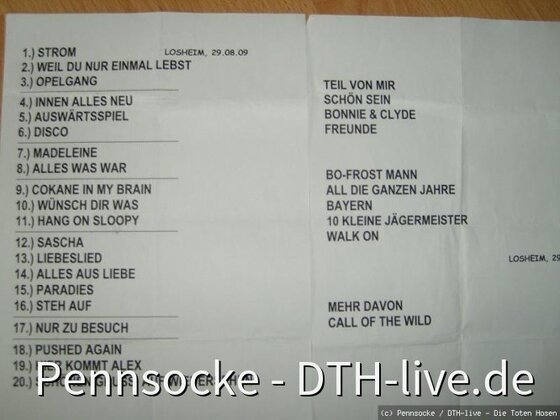 LOSHEIM, 29.08.09
1.) STROM
2.) WEIL DU NUR EINMAL LEBST
3.) OPELGANG
4.) INNEN ALLES NEU
5.) AUSWÄRTSSPIEL
6.) DISCO
7.) MADELEINE
8.) ALLES WAS WAR
9.) COKANE IN MY BRAIN
10.) WÜNSCH DIR WAS
11.) HANG ON SLOOPY
12.) SASCHA
13.) LIEBESLIED
14.) ALLES AUS LIEBE
15.) PARADIES
16.) STEH AUF
17.) NUR ZU BESUCH
18.) PUSHED AGAIN
19.) KOMMT ALEX
20.)
TEIL VON MIR
SCHÖN SEIN
BONNIE & CLYDE
FREUNDE
BO-FROST MANN
ALL DIE GANZEN JAHRE
BAYERN
10 KLEINE JÄGERMEISTER
WALK ON
LOSHEIM, 29
MEHR DAVON
CALL OF THE WILD
Pennsocke - DTH-live.de
(c) Pennsocke / DTH-live - Die Toten Hosen